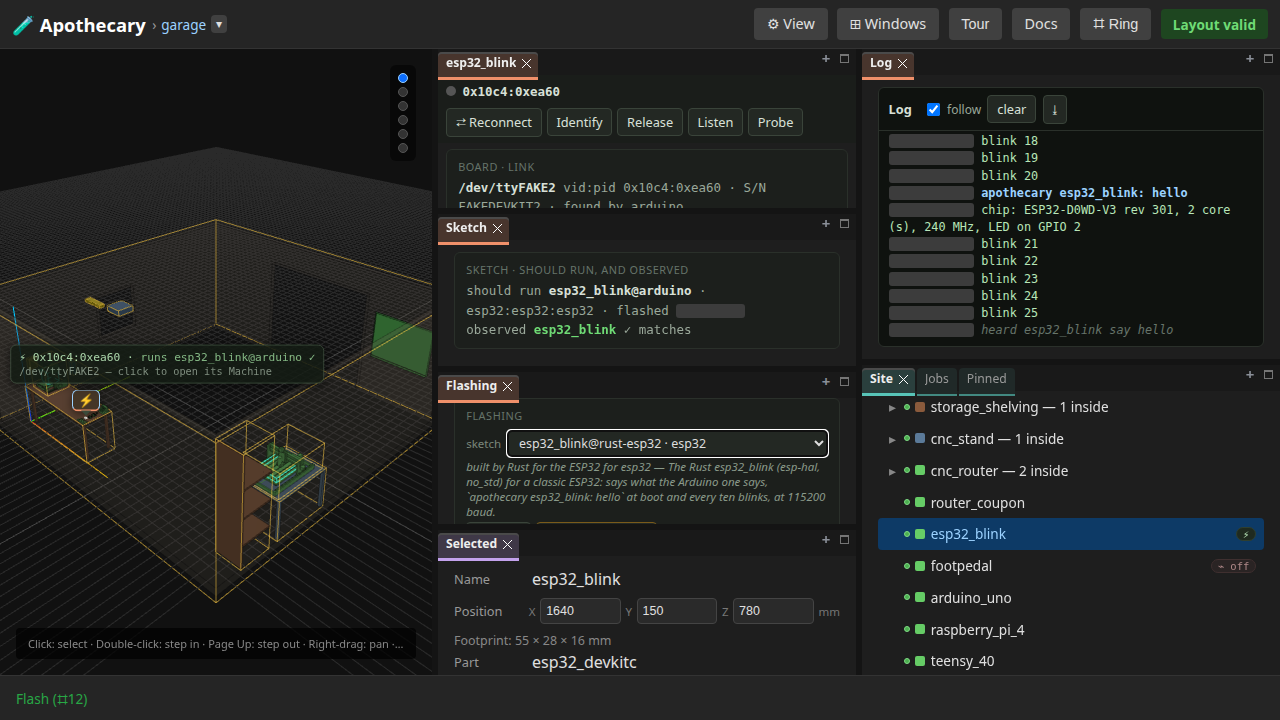 Apothecary › garage ▾
⚙ View
⊞ Windows
Tour
Docs
⌗ Ring
Layout valid
⚡ 0x10c4:0xea60 · runs esp32_blink@arduino ✓
/dev/ttyFAKE2 — click to open its Machine
Click: select · Double-click: step in · Page Up: step out · Right-drag: pan ·…
esp32_blink
0x10c4:0xea60
⇄ Reconnect
Identify
Release
Listen
Probe
BOARD · LINK
/dev/ttyFAKE2 vid:pid 0x10c4:0xea60 · S/N
FAKEDEVKIT2 · found by arduino
Sketch
SKETCH · SHOULD RUN, AND OBSERVED
should run esp32_blink@arduino ·
esp32:esp32:esp32 · flashed
observed esp32_blink ✓ matches
Flashing
FLASHING
sketch esp32_blink@rust-esp32 · esp32
built by Rust for the ESP32 for esp32 — The Rust esp32_blink (esp-hal,
no_std) for a classic ESP32: says what the Arduino one says,
`apothecary esp32_blink: hello` at boot and every ten blinks, at 115200
baud.
Selected
Name esp32_blink
Position X 1640 Y 150 Z 780 mm
Footprint: 55 × 28 × 16 mm
Part esp32_devkitc
Log
Log follow clear ⤓
blink 18
blink 19
blink 20
apothecary esp32_blink: hello
chip: ESP32-D0WD-V3 rev 301, 2 core
(s), 240 MHz, LED on GPIO 2
blink 21
blink 22
blink 23
blink 24
blink 25
heard esp32_blink say hello
Site
Jobs
Pinned
▸ storage_shelving — 1 inside
▸ cnc_stand — 1 inside
▸ cnc_router — 2 inside
router_coupon
esp32_blink ⚡
footpedal ⌁ off
arduino_uno
raspberry_pi_4
teensy_40
Flash (⌗12)